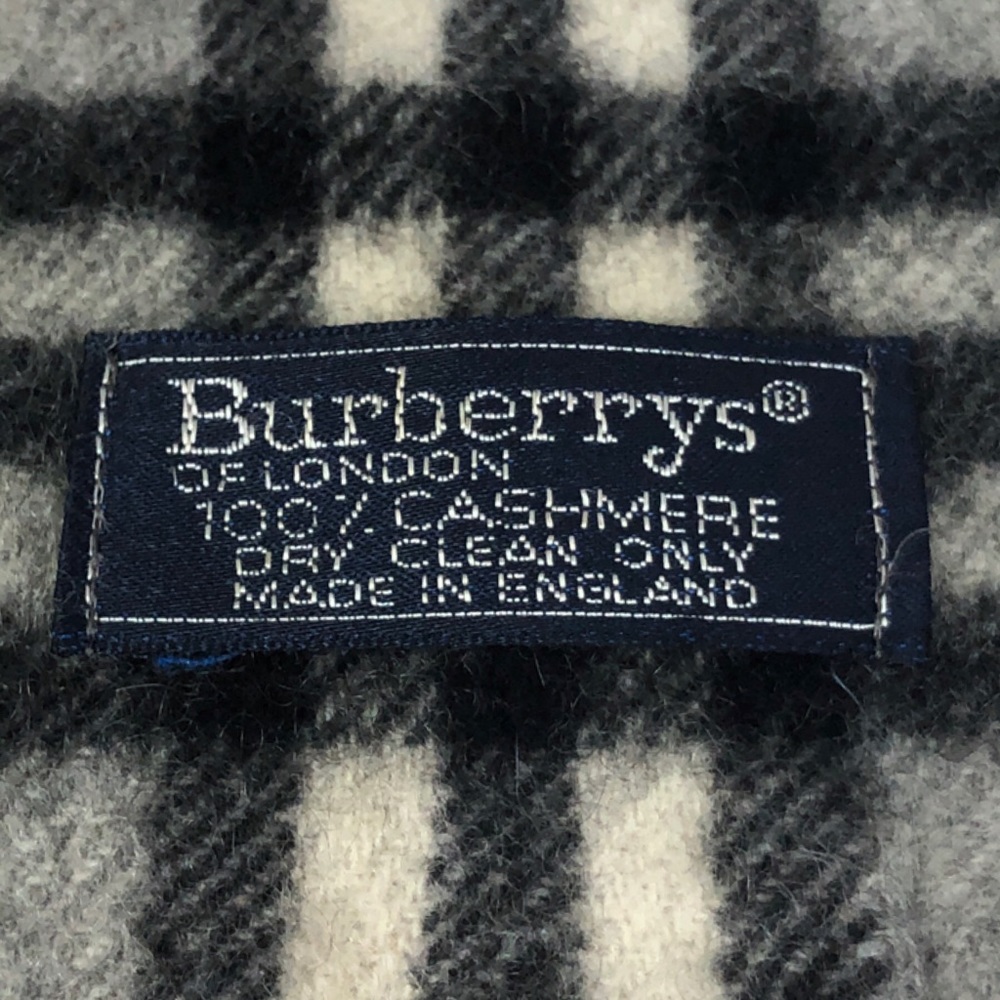 Burberrys®
OF LONDON
100% CASHMERE
DRY CLEAN ONLY
MADE IN ENGLAND